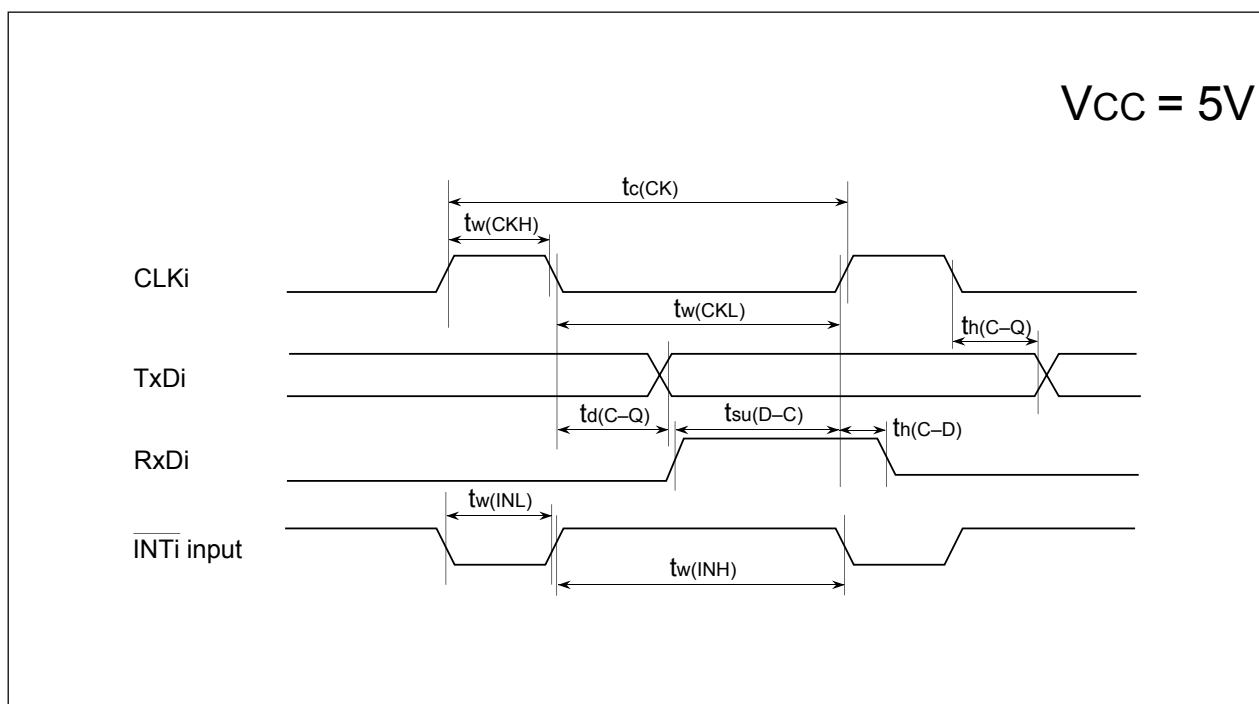 VCC = 5V
tc(CK)
tw(CKH)
CLKi
tw(CKL)
th(C–Q)
TxDi
td(C–Q)
tsu(D–C)
th(C–D)
RxDi
tw(INL)
INTi input
tw(INH)